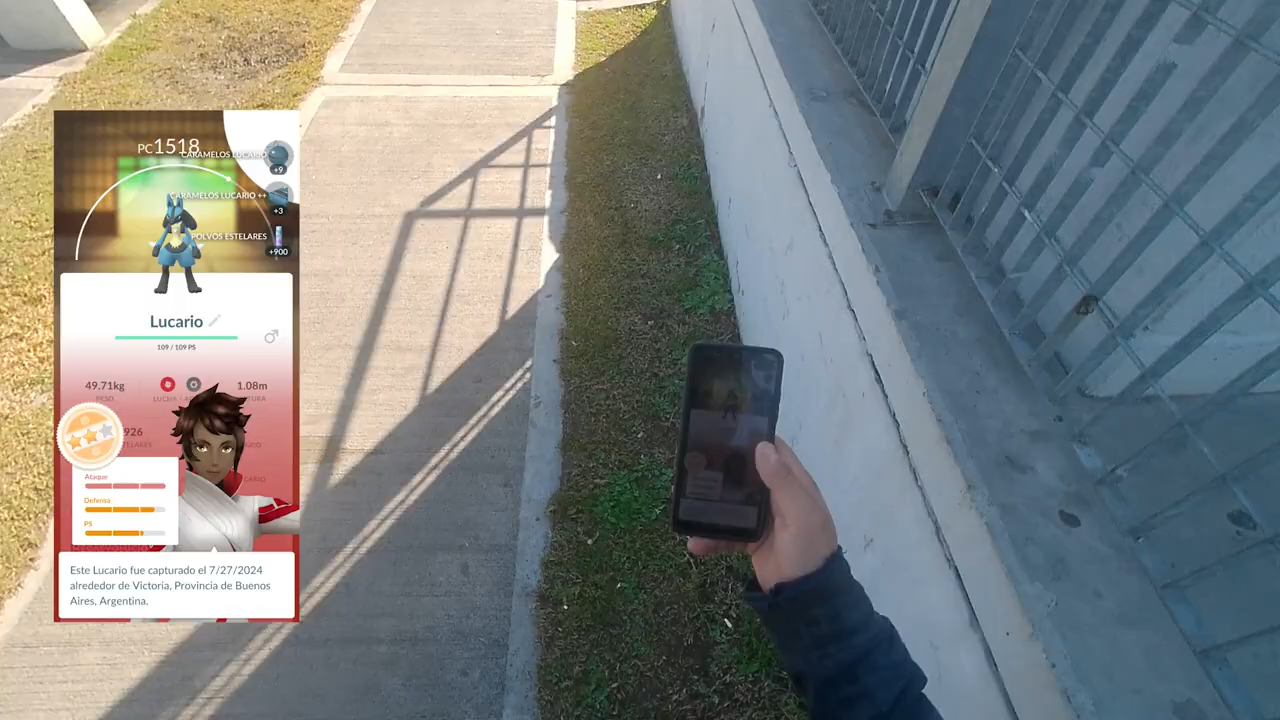 PC1518
CARAMELOS LUCARIO
+9
CARAMELOS LUCARIO ++
+3
POLVOS ESTELARES
+900
Lucario
109 / 109 PS
49.71kg
1.08m
PESO
LUCHA /
926
Ataque
Defensa
PS
Este Lucario fue capturado el 7/27/2024
alrededor de Victoria, Provincia de Buenos
Aires, Argentina.